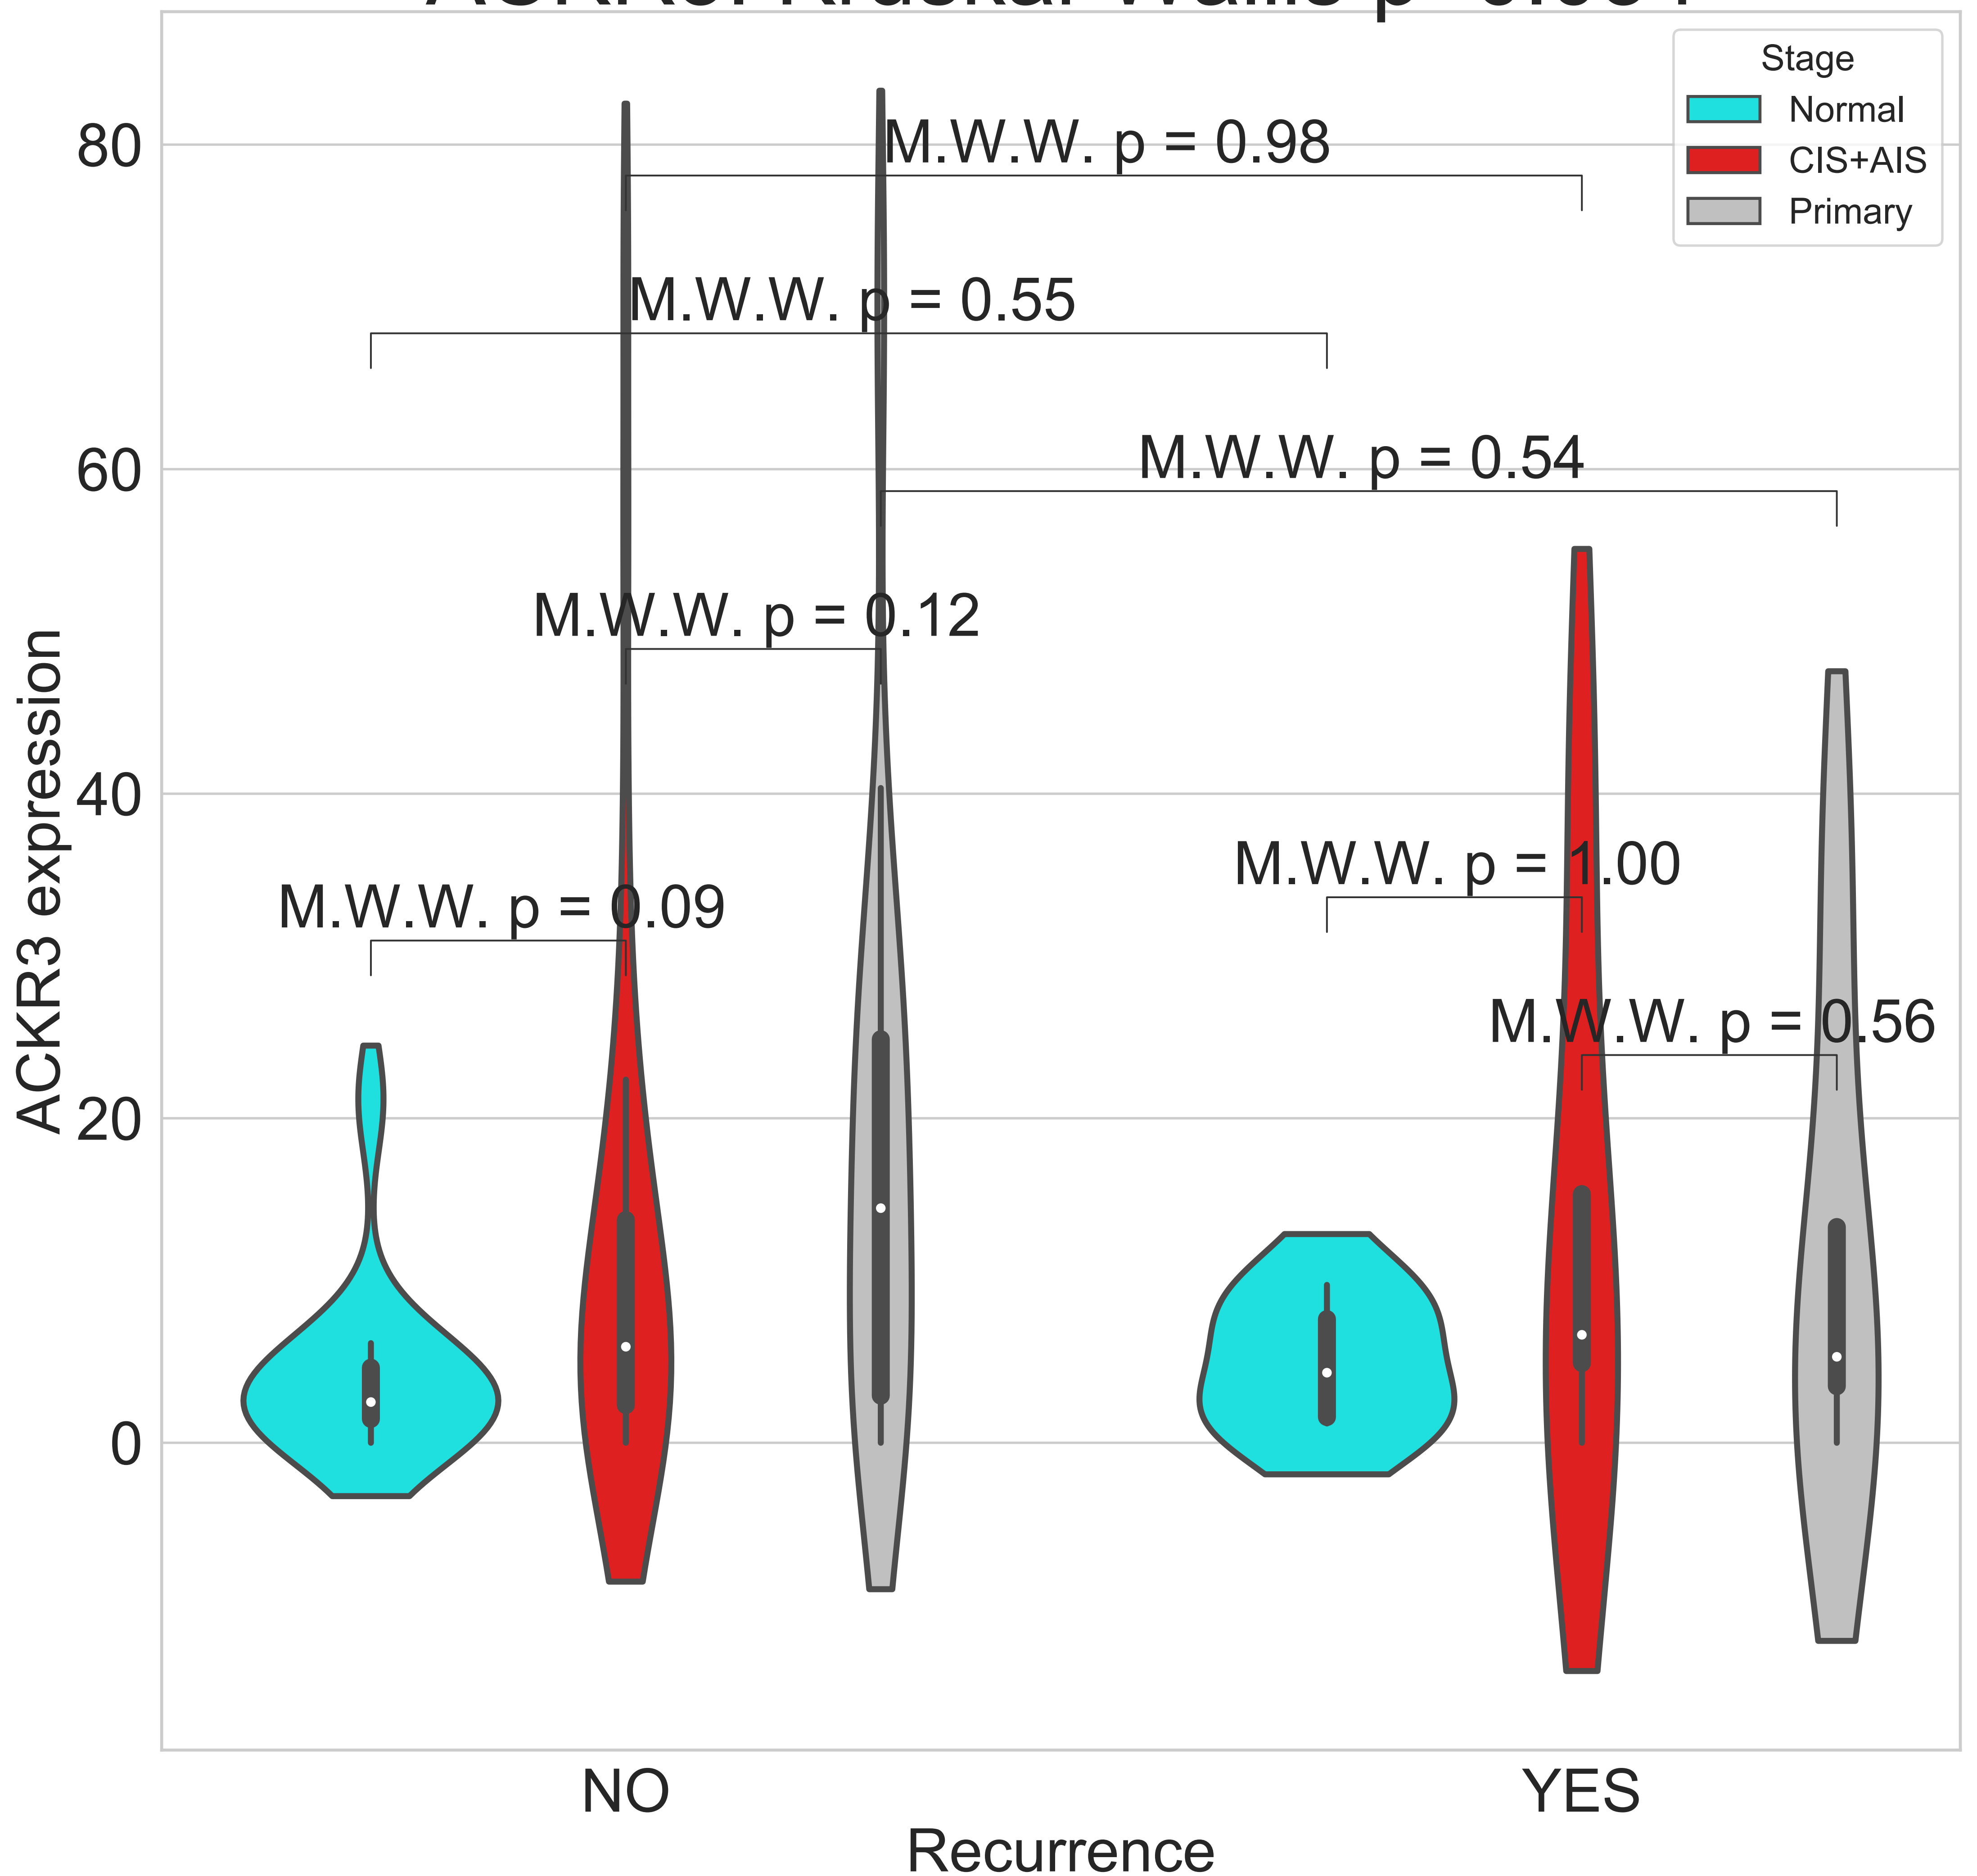 Stage
Normal
CIS+AIS
Primary
M.W.W. p = 0.98
M.W.W. p = 0.55
M.W.W. p = 0.54
M.W.W. p = 0.12
M.W.W. p = 1.00
M.W.W. p = 0.09
M.W.W. p = 0.56
ACKR3 expression
80
60
40
20
0
NO
YES
Recurrence